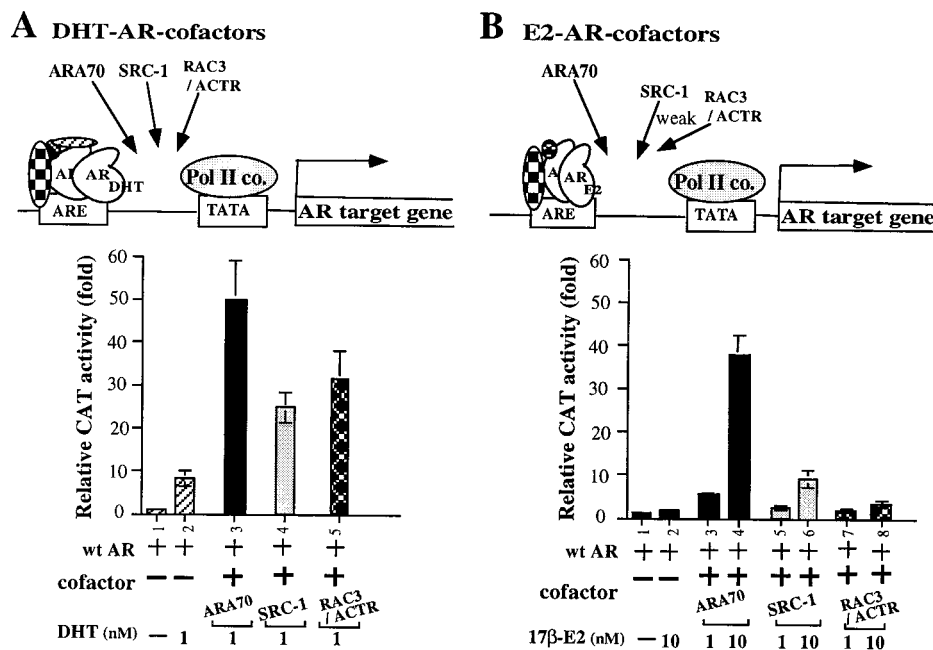 A DHT-AR-cofactors
ARA70 SRC-1 RAC3
/ACTR
AR
DHT
Pol II co.
ARE
TATA
AR target gene
Relative CAT activity (fold)
60
50
40
30
20
10
0
1 2 3 4 5
wt AR + + + + +
cofactor – – + + +
ARA70 SRC-1 RAC3
/ACTR
DHT (nM) – 1 1 1 1
B E2-AR-cofactors
ARA70
SRC-1
weak
RAC3
/ACTR
A
AR
E2
Pol II co.
ARE
TATA
AR target gene
Relative CAT activity (fold)
60
50
40
30
20
10
0
1 2 3 4 5 6 7 8
wt AR + + + + + + + +
cofactor – – + + + + + +
ARA70 SRC-1 RAC3
/ACTR
17β-E2 (nM) – 10 1 10 1 10 1 10